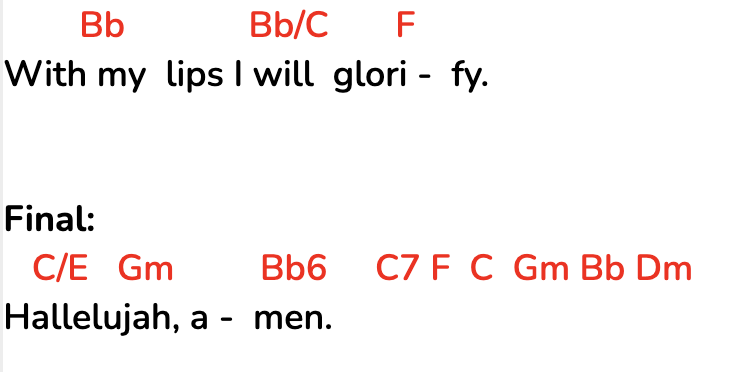 Bb Bb/C F
With my lips I will glori - fy.
Final:
C/E Gm Bb6 C7 F C Gm Bb Dm
Hallelujah, a - men.